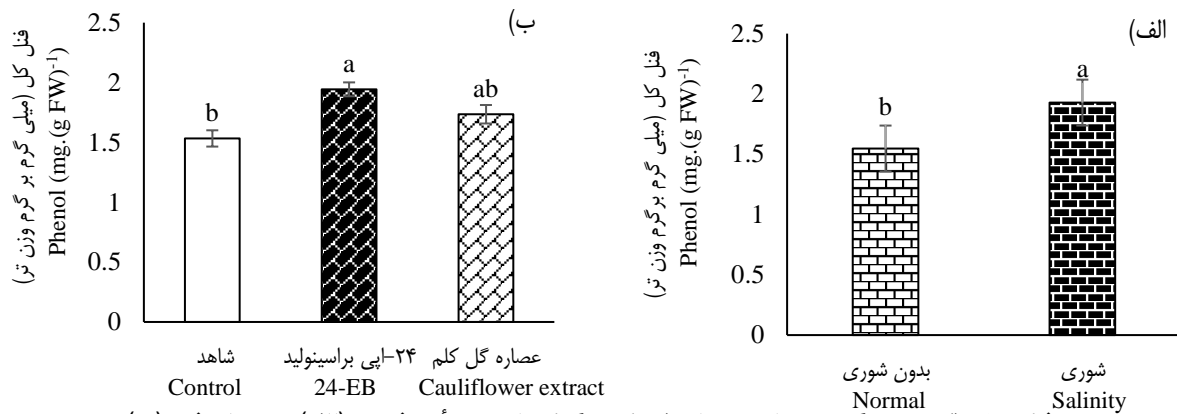 الف)
فنل کل (میلی گرم برگرم وزن تر)
Phenol (mg.(g FW)-1)
2.5
2
1.5
1
0.5
0
b
a
بدون شوری
Normal
شوری
Salinity
ب)
فنل کل (میلی گرم بر گرم وزن تر)
Phenol (mg.(g FW)-1)
2.5
2
1.5
1
0.5
0
b
a
ab
شاهد
Control
۲۴-اپی براسینولید
24-EB
عصاره گل کلم
Cauliflower extract